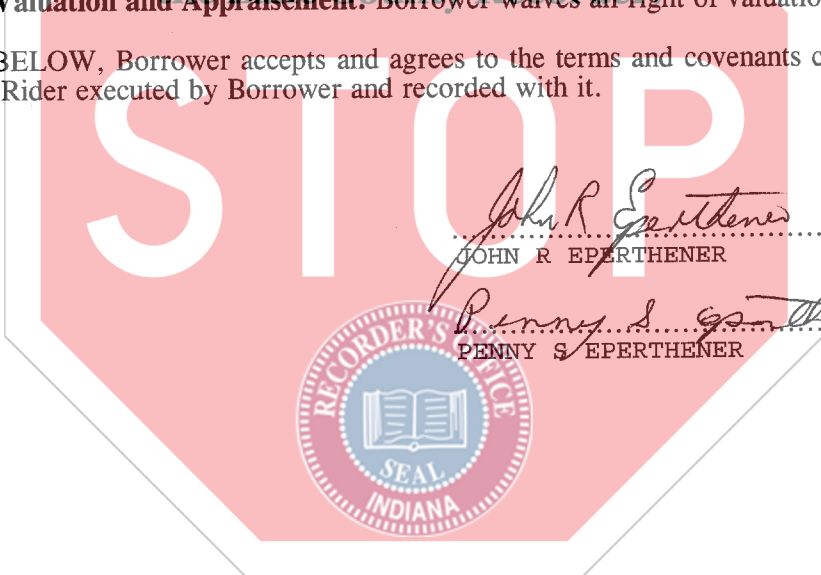 Valuation and Appraisement. Borrower waives all right of valuatio
BELOW, Borrower accepts and agrees to the terms and covenants c
Rider executed by Borrower and recorded with it.
STOP
John R Eperthener
JOHN R EPERTHENER
Penny S
PENNY S EPERTHENER
RECORDER'S OFFICE
SEAL
INDIANA